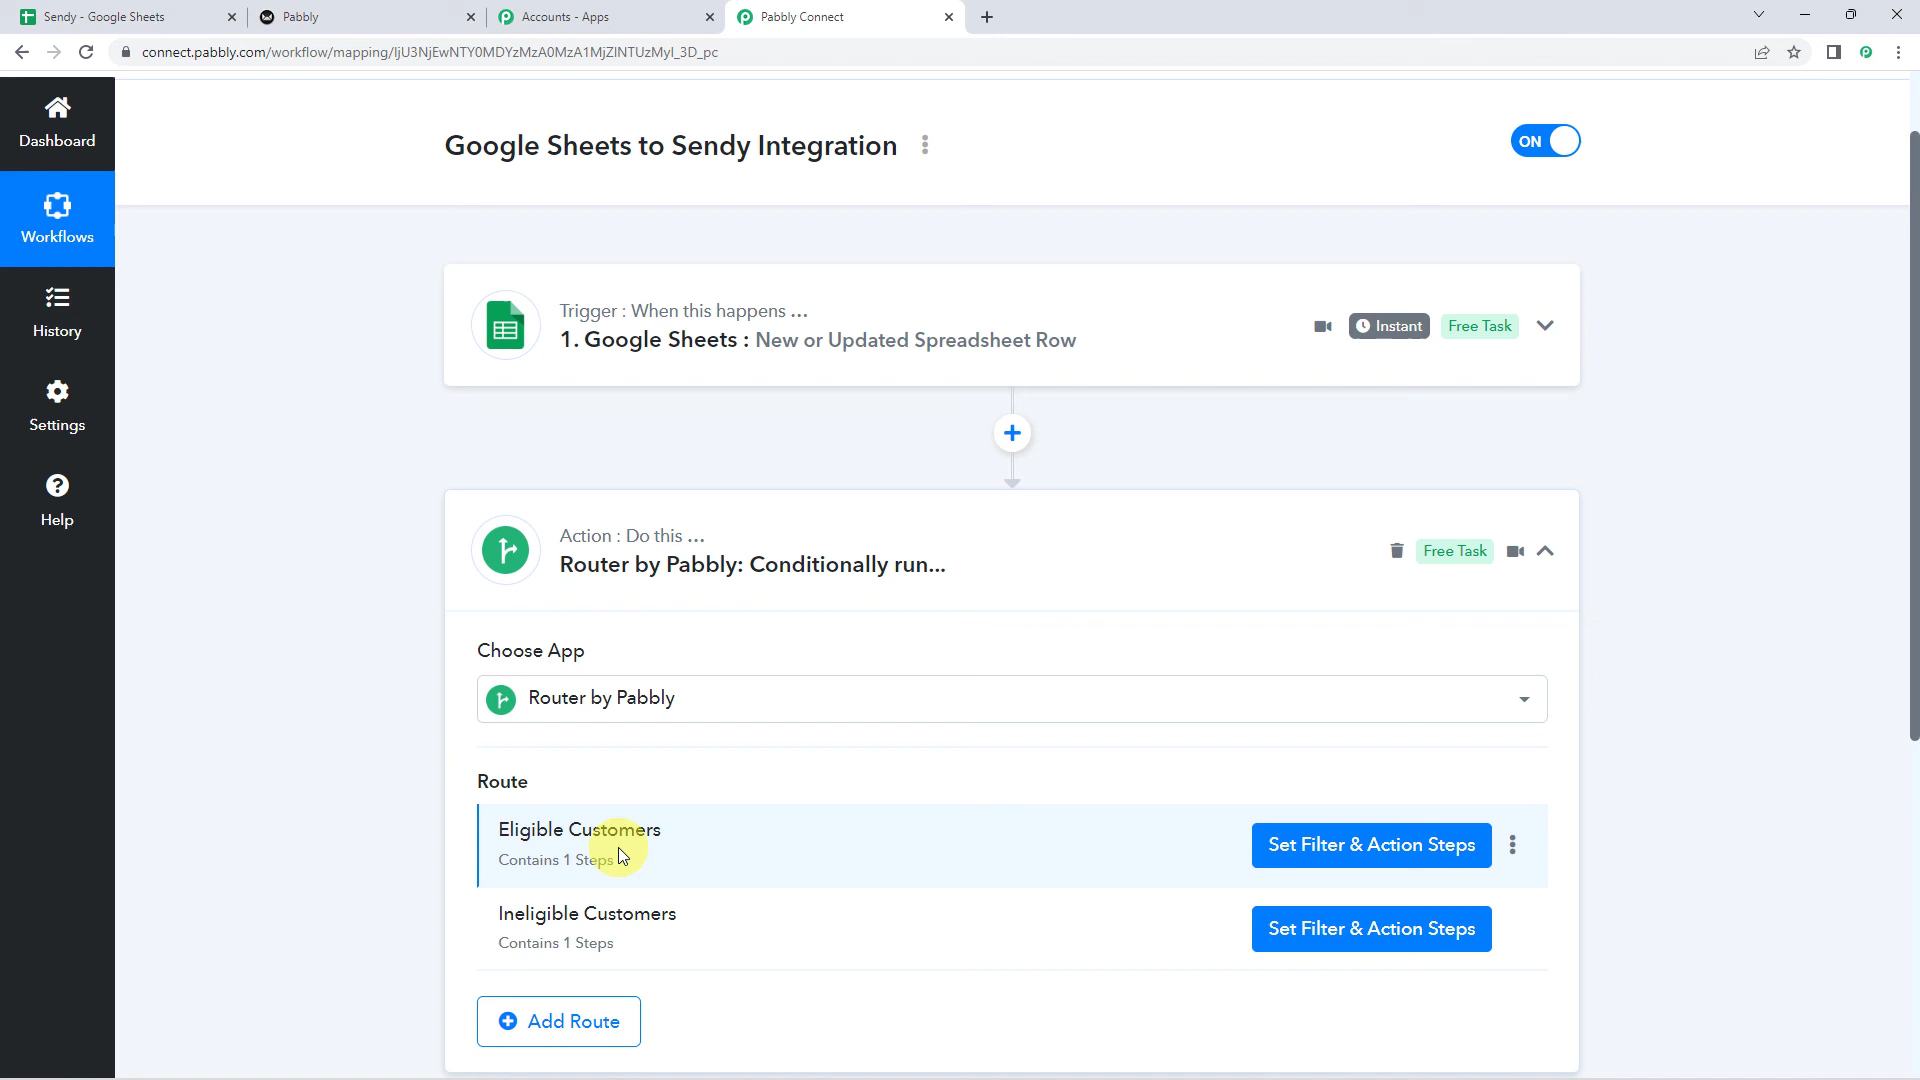 Sendy - Google Sheets
Pabbly
Accounts - Apps
Pabbly Connect
connect.pabbly.com/workflow/mapping/IjU3NjEwNTY0MDYzMzA0MzA1MjZlNTUzMyI_3D_pc
Dashboard
Workflows
History
Settings
Help
Google Sheets to Sendy Integration
ON
Trigger : When this happens ...
1. Google Sheets : New or Updated Spreadsheet Row
Instant
Free Task
Action : Do this ...
Router by Pabbly: Conditionally run...
Free Task
Choose App
Router by Pabbly
Route
Eligible Customers
Contains 1 Steps
Set Filter & Action Steps
Ineligible Customers
Contains 1 Steps
Set Filter & Action Steps
Add Route